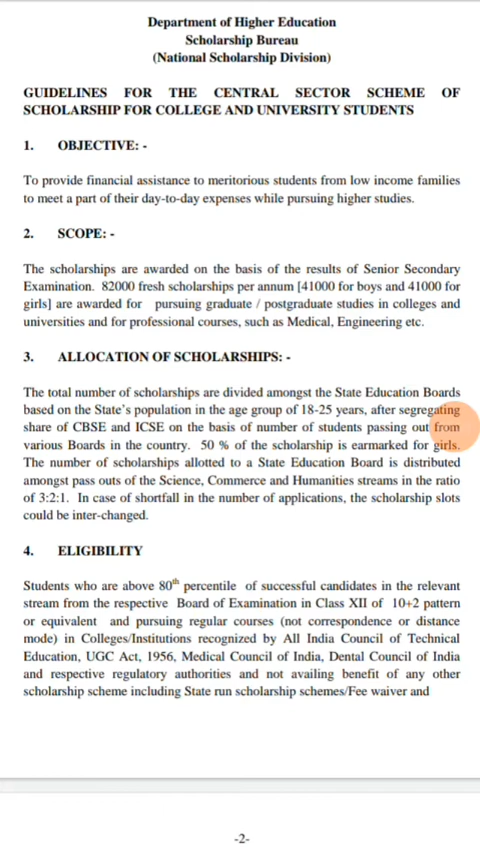 Department of Higher Education
Scholarship Bureau
(National Scholarship Division)
GUIDELINES FOR THE CENTRAL SECTOR SCHEME OF
SCHOLARSHIP FOR COLLEGE AND UNIVERSITY STUDENTS
1. OBJECTIVE: -
To provide financial assistance to meritorious students from low income families
to meet a part of their day-to-day expenses while pursuing higher studies.
2. SCOPE: -
The scholarships are awarded on the basis of the results of Senior Secondary
Examination. 82000 fresh scholarships per annum [41000 for boys and 41000 for
girls] are awarded for pursuing graduate / postgraduate studies in colleges and
universities and for professional courses, such as Medical, Engineering etc.
3. ALLOCATION OF SCHOLARSHIPS: -
The total number of scholarships are divided amongst the State Education Boards
based on the State's population in the age group of 18-25 years, after segregating
share of CBSE and ICSE on the basis of number of students passing out from
various Boards in the country. 50 % of the scholarship is earmarked for girls.
The number of scholarships allotted to a State Education Board is distributed
amongst pass outs of the Science, Commerce and Humanities streams in the ratio
of 3:2:1. In case of shortfall in the number of applications, the scholarship slots
could be inter-changed.
4. ELIGIBILITY
Students who are above 80th percentile of successful candidates in the relevant
stream from the respective Board of Examination in Class XII of 10+2 pattern
or equivalent and pursuing regular courses (not correspondence or distance
mode) in Colleges/Institutions recognized by All India Council of Technical
Education, UGC Act, 1956, Medical Council of India, Dental Council of India
and respective regulatory authorities and not availing benefit of any other
scholarship scheme including State run scholarship schemes/Fee waiver and
-2-